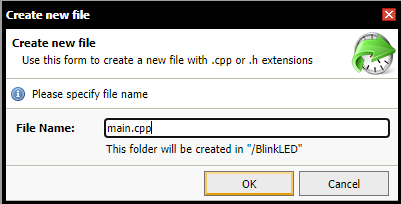 Create new file
Create new file
Use this form to create a new file with .cpp or .h extensions
Please specify file name
File Name: main.cpp
This folder will be created in "/BlinkLED"
OK Cancel